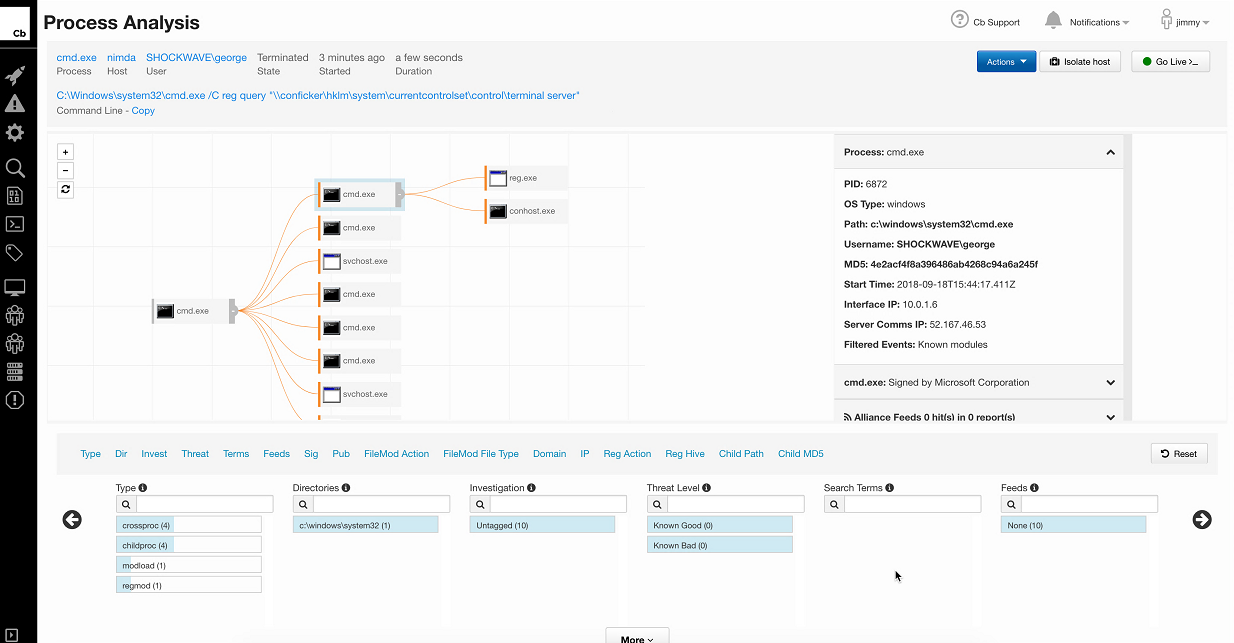 Cb
Process Analysis
Cb Support
Notifications
jimmy
cmd.exe nimda SHOCKWAVE\george Terminated 3 minutes ago a few seconds
Process Host User State Started Duration
Actions
Isolate host
Go Live >_
C:\Windows\system32\cmd.exe /C reg query "\\conficker\hklm\system\currentcontrolset\control\terminal server"
Command Line - Copy
+
−
cmd.exe
cmd.exe
cmd.exe
svchost.exe
cmd.exe
cmd.exe
cmd.exe
svchost.exe
reg.exe
conhost.exe
Process: cmd.exe
PID: 6872
OS Type: windows
Path: c:\windows\system32\cmd.exe
Username: SHOCKWAVE\george
MD5: 4e2acf4f8a396486ab4268c94a6a245f
Start Time: 2018-09-18T15:44:17.411Z
Interface IP: 10.0.1.6
Server Comms IP: 52.167.46.53
Filtered Events: Known modules
cmd.exe: Signed by Microsoft Corporation
Alliance Feeds 0 hit(s) in 0 report(s)
Type Dir Invest Threat Terms Feeds Sig Pub FileMod Action FileMod File Type Domain IP Reg Action Reg Hive Child Path Child MD5
Reset
Type
crossproc (4)
childproc (4)
modload (1)
regmod (1)
Directories
c:\windows\system32 (1)
Investigation
Untagged (10)
Threat Level
Known Good (0)
Known Bad (0)
Search Terms
Feeds
None (10)
More